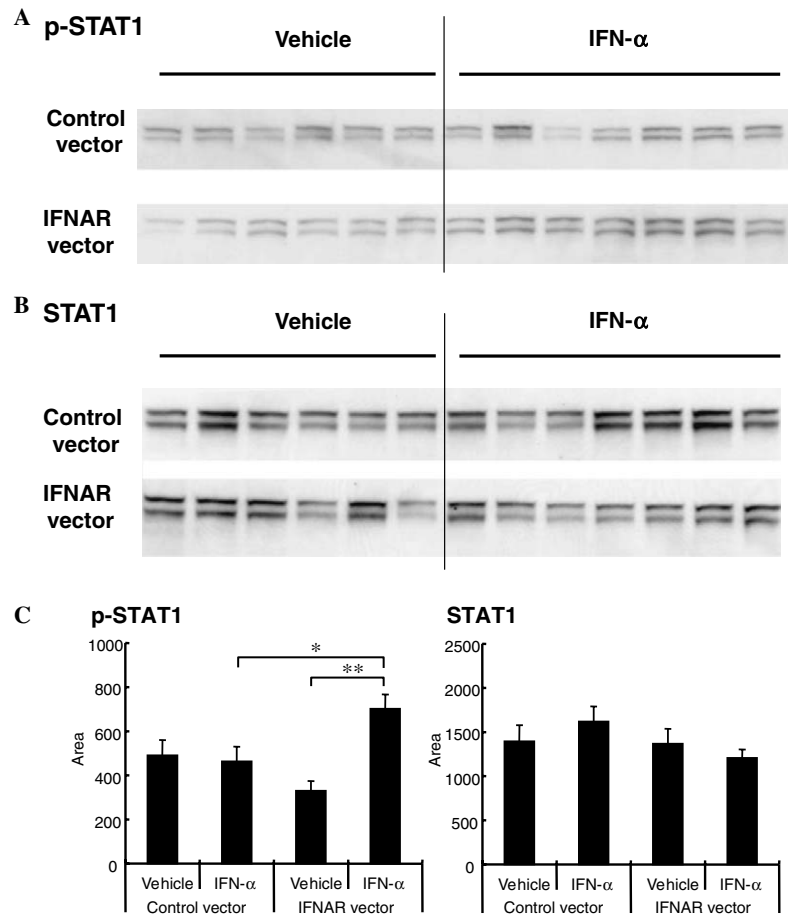 A p-STAT1
Vehicle IFN-α
Control
vector
IFNAR
vector
B STAT1
Vehicle IFN-α
Control
vector
IFNAR
vector
C p-STAT1 STAT1
1000
800
600
400
200
0
Area
* 
**
Vehicle IFN-α Vehicle IFN-α
Control vector IFNAR vector
2500
2000
1500
1000
500
0
Area
Vehicle IFN-α Vehicle IFN-α
Control vector IFNAR vector